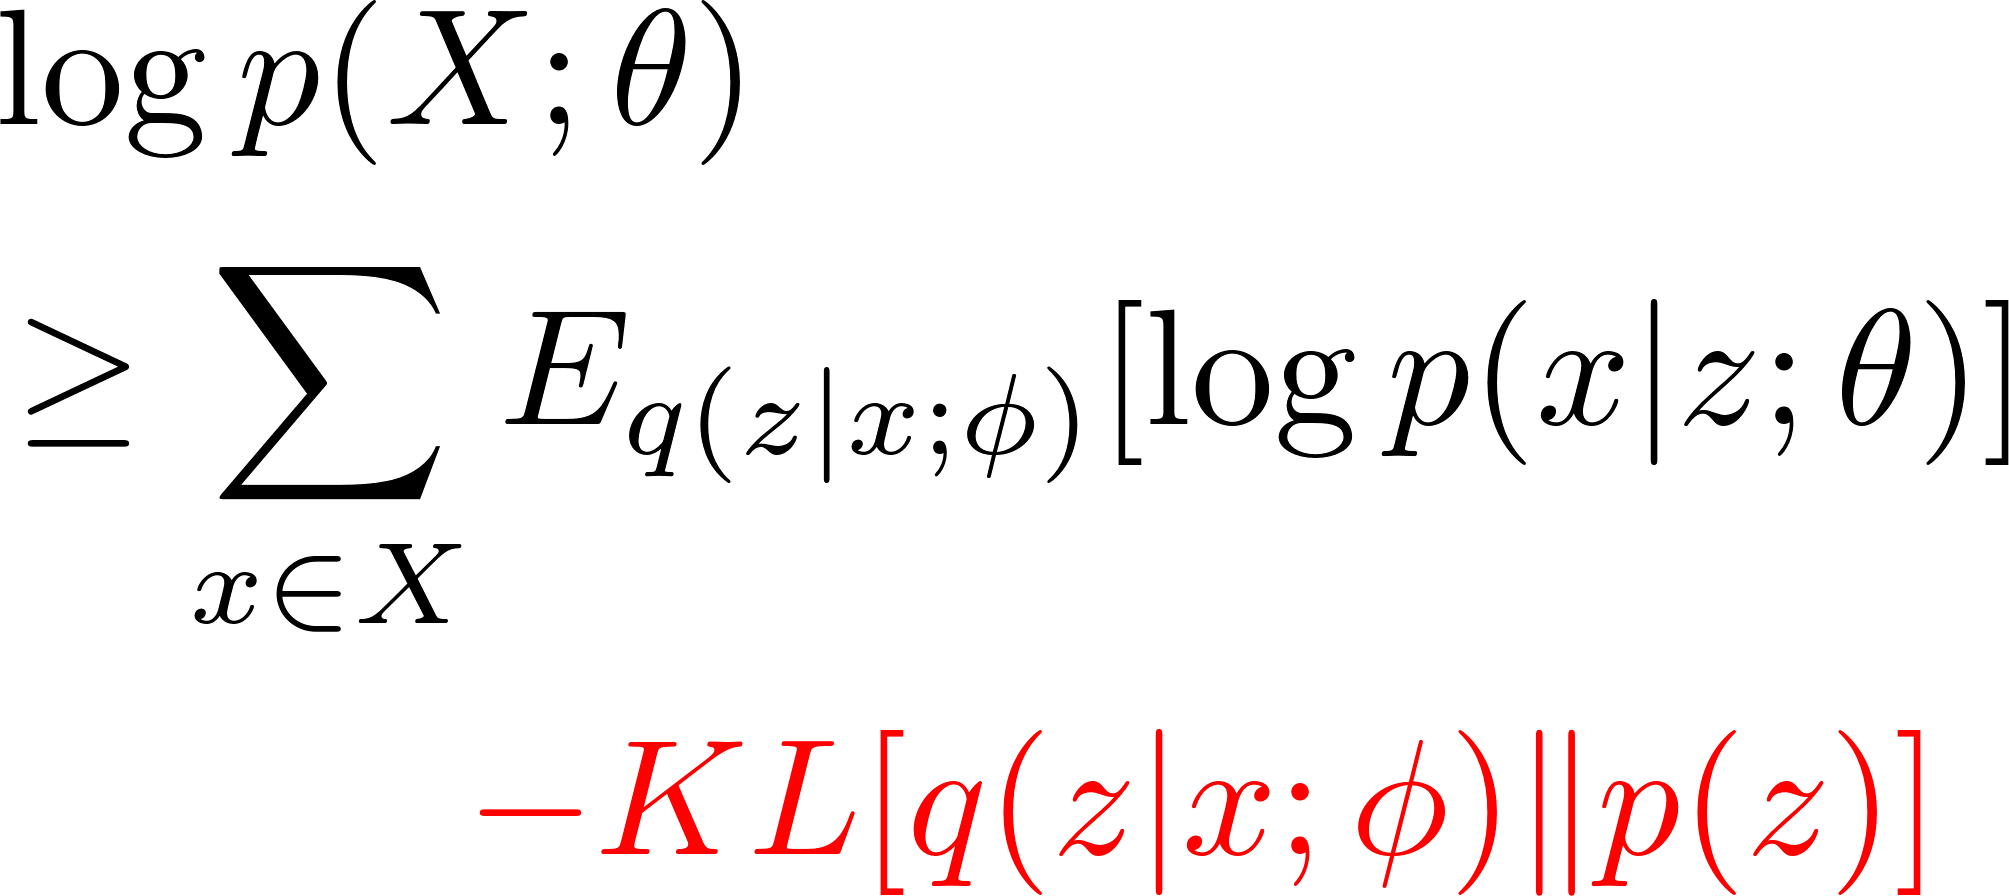 log p(X; θ)
≥ ∑ E_{q(z|x;φ)} [log p(x|z; θ)]
x∈X
−KL[q(z|x; φ)‖p(z)]